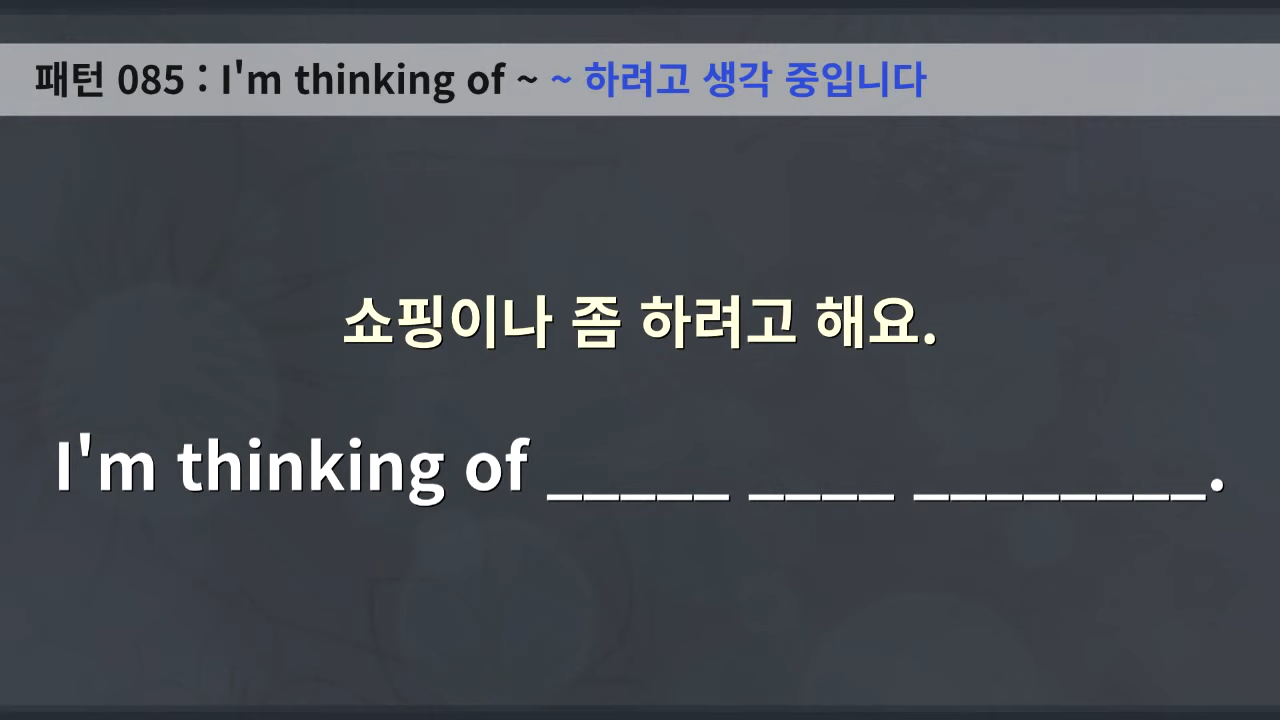 패턴 085 : I'm thinking of ~ ~ 하려고 생각 중입니다
쇼핑이나 좀 하려고 해요.
I'm thinking of _____ ____ ________.